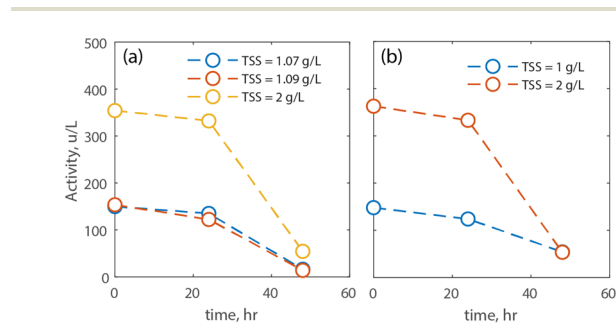 500
400
300
200
100
0
Activity, u/L
(a)
TSS = 1.07 g/L
TSS = 1.09 g/L
TSS = 2 g/L
0 20 40 60
time, hr
(b)
TSS = 1 g/L
TSS = 2 g/L
0 20 40 60
time, hr